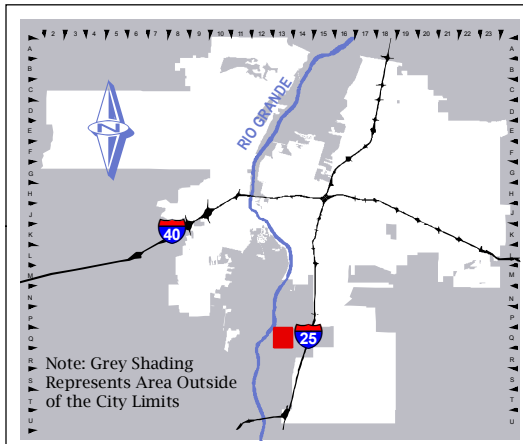 2 3 4 5 6 7 8 9 10 11 12 13 14 15 16 17 18 19 20 21 22 23
A A
B B
C C
D D
E E
F F
G G
H H
J J
K K
L L
M M
N N
P P
Q Q
R R
S S
T T
U U
N
RIO GRANDE
40
25
Note: Grey Shading
Represents Area Outside
of the City Limits